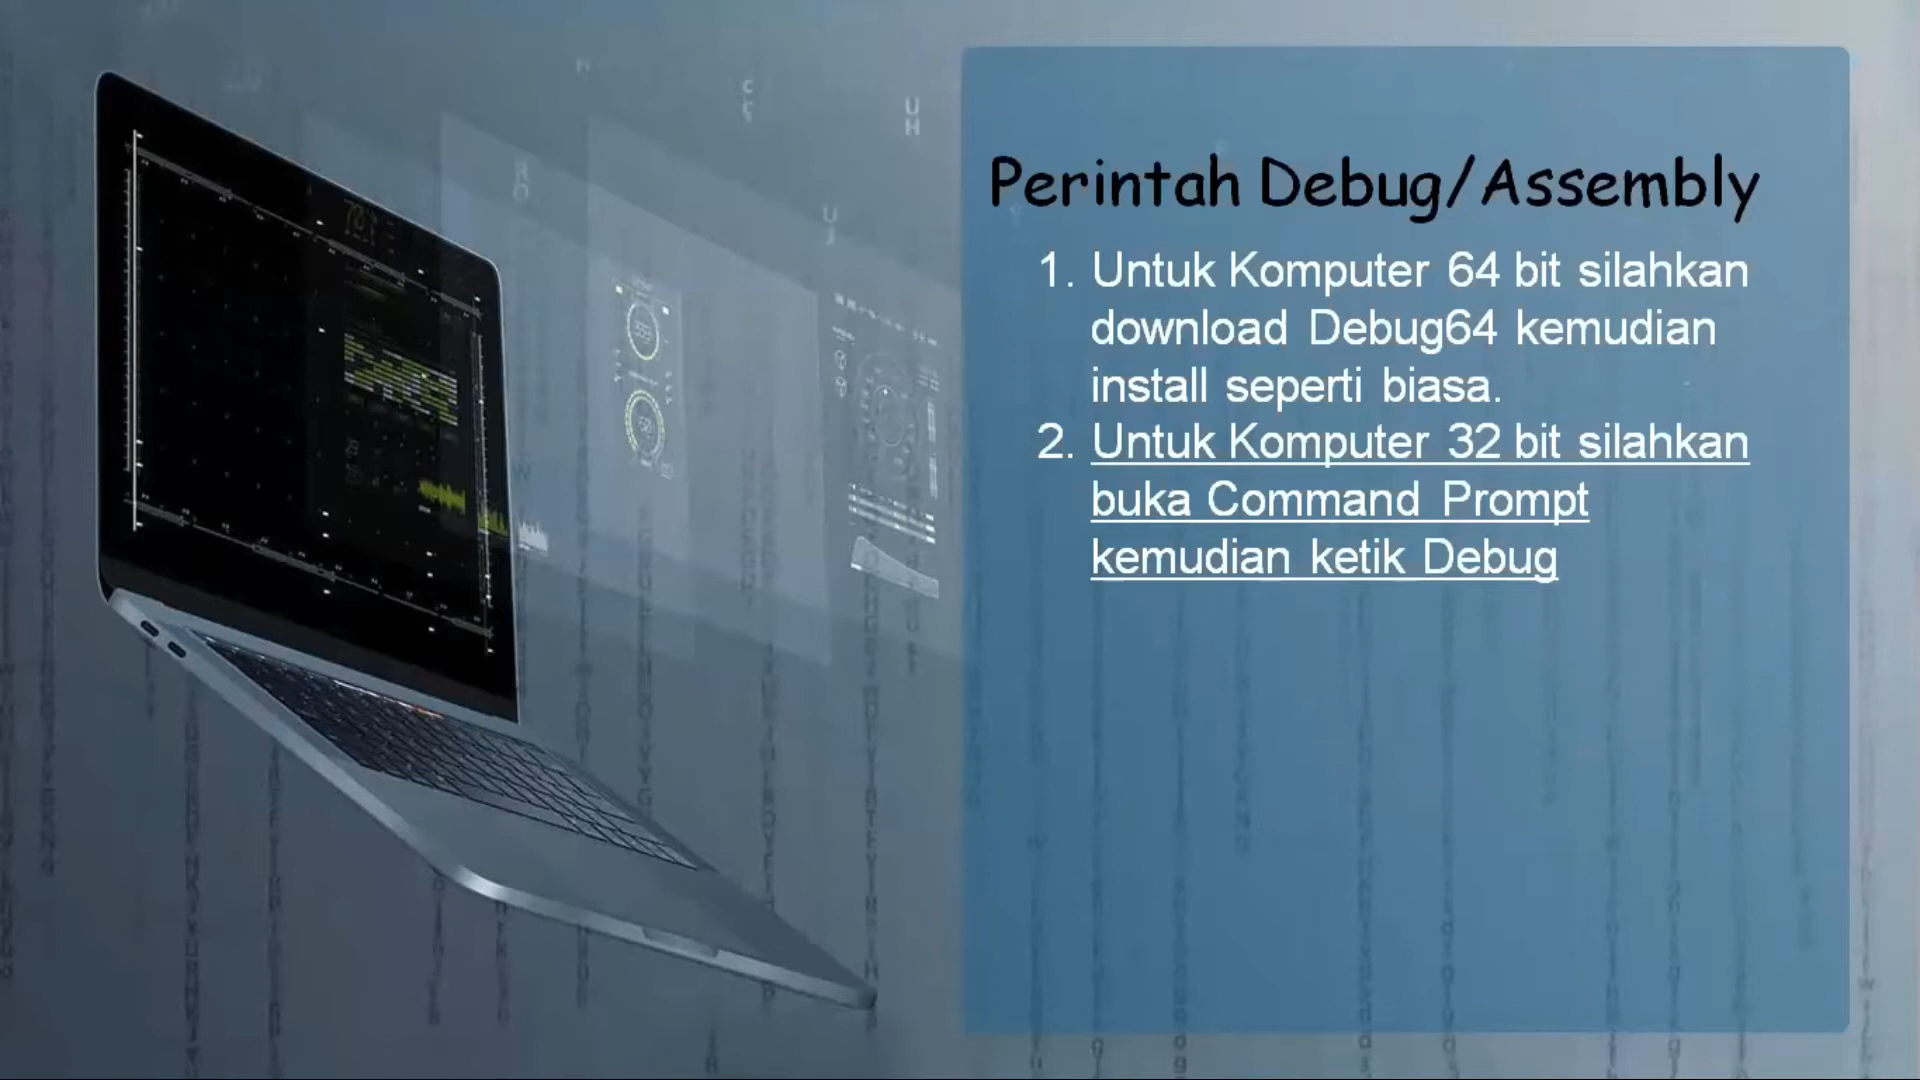 Perintah Debug/Assembly
1. Untuk Komputer 64 bit silahkan
download Debug64 kemudian
install seperti biasa.
2. Untuk Komputer 32 bit silahkan
buka Command Prompt
kemudian ketik Debug